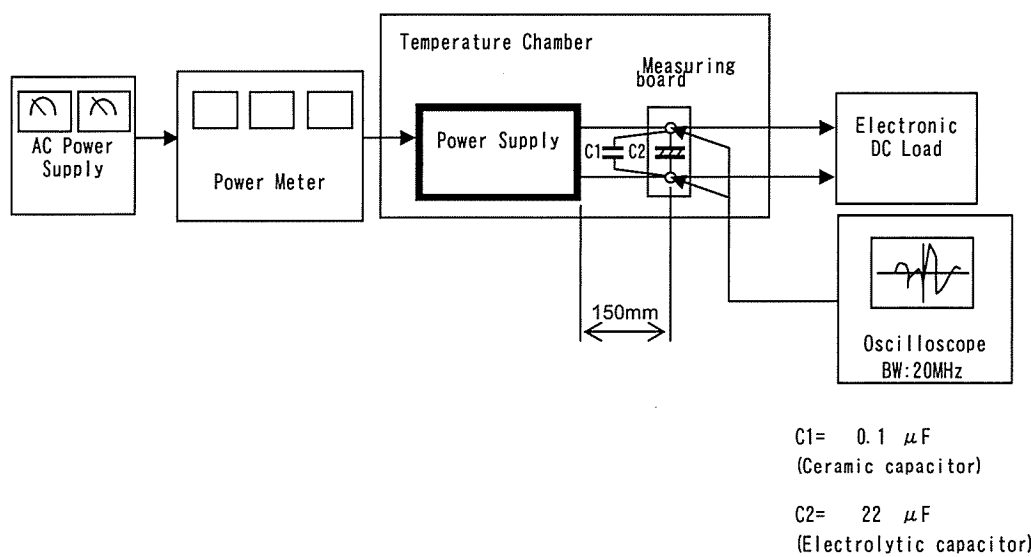 Temperature Chamber
Measuring
board
AC Power
Supply
Power Meter
Power Supply
C1
C2
Electronic
DC Load
150mm
Oscilloscope
BW:20MHz
C1= 0.1 μF
(Ceramic capacitor)
C2= 22 μF
(Electrolytic capacitor)